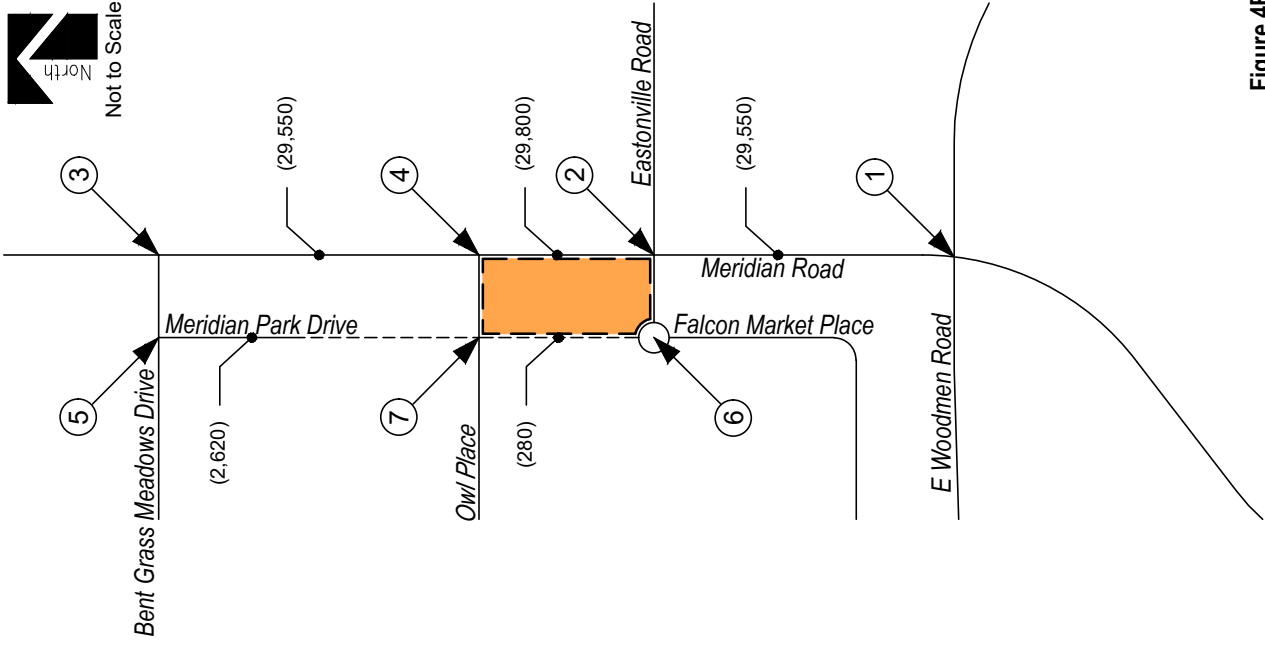 North
Not to Scale
3
(29,550)
4
(29,800)
2
Eastonville Road
(29,550)
1
Meridian Road
Meridian Park Drive
Falcon Market Place
5
Bent Grass Meadows Drive
(2,620)
7
Owl Place
(280)
6
E Woodmen Road